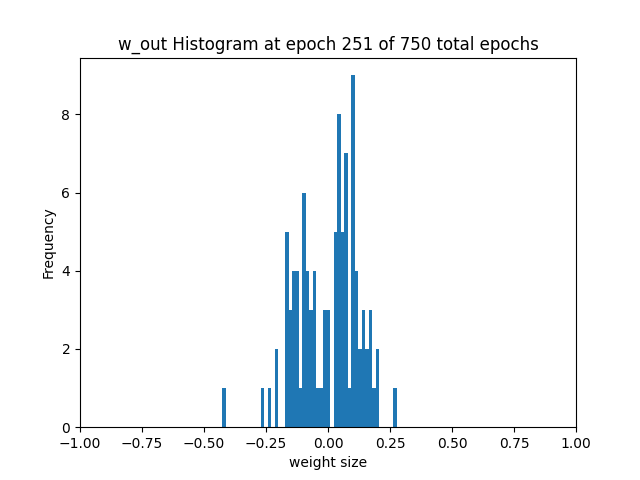 w_out Histogram at epoch 251 of 750 total epochs
Frequency
8
6
4
2
0
−1.00 −0.75 −0.50 −0.25 0.00 0.25 0.50 0.75 1.00
weight size